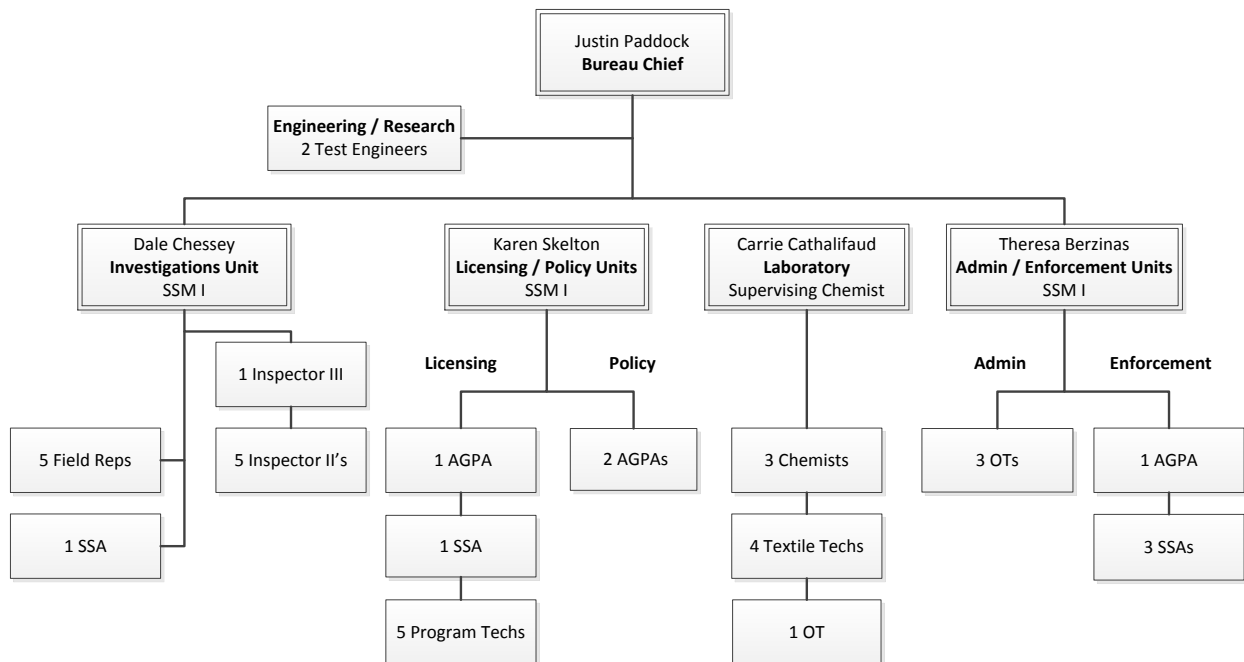 Justin Paddock
Bureau Chief
Engineering / Research
2 Test Engineers
Dale Chessey
Investigations Unit
SSM I
Karen Skelton
Licensing / Policy Units
SSM I
Carrie Cathalifaud
Laboratory
Supervising Chemist
Theresa Berzinas
Admin / Enforcement Units
SSM I
1 Inspector III
5 Inspector II's
5 Field Reps
1 SSA
Licensing
Policy
1 AGPA
2 AGPAs
1 SSA
5 Program Techs
3 Chemists
4 Textile Techs
1 OT
Admin
Enforcement
3 OTs
1 AGPA
3 SSAs